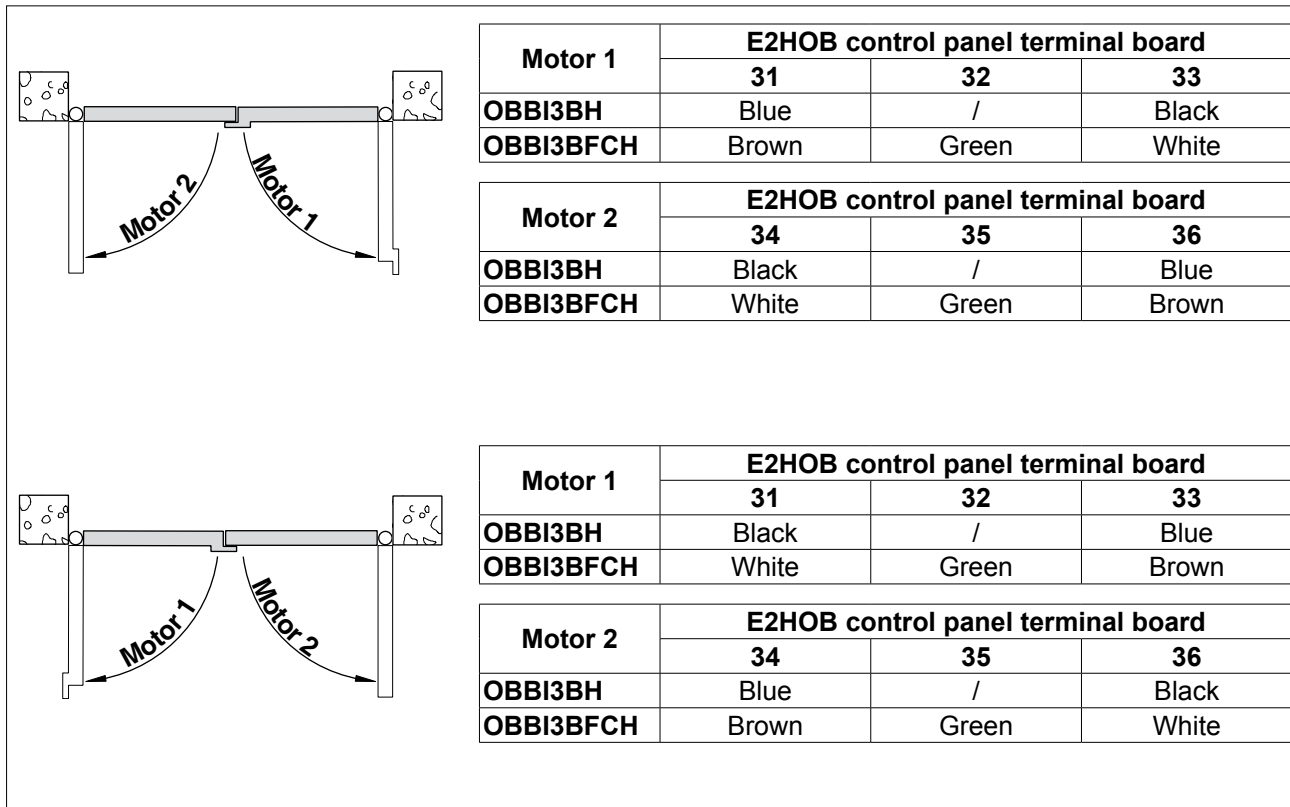 Motor 2
Motor 1
Motor 1 E2HOB control panel terminal board
31 32 33
OBBI3BH Blue / Black
OBBI3BFCH Brown Green White
Motor 2 E2HOB control panel terminal board
34 35 36
OBBI3BH Black / Blue
OBBI3BFCH White Green Brown
Motor 1
Motor 2
Motor 1 E2HOB control panel terminal board
31 32 33
OBBI3BH Black / Blue
OBBI3BFCH White Green Brown
Motor 2 E2HOB control panel terminal board
34 35 36
OBBI3BH Blue / Black
OBBI3BFCH Brown Green White